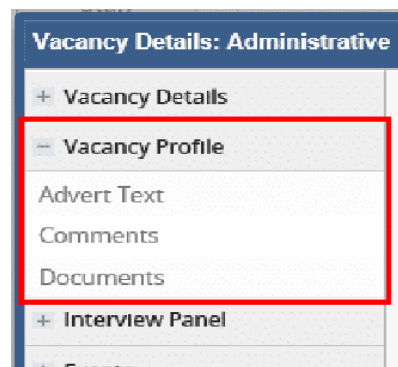 Vacancy Details: Administrative
+ Vacancy Details
− Vacancy Profile
Advert Text
Comments
Documents
+ Interview Panel